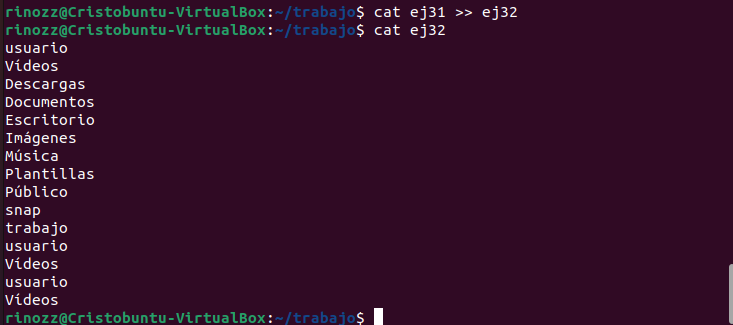 rinozz@Cristobuntu-VirtualBox:~/trabajo$ cat ej31 >> ej32
rinozz@Cristobuntu-VirtualBox:~/trabajo$ cat ej32
usuario
Vídeos
Descargas
Documentos
Escritorio
Imágenes
Música
Plantillas
Público
snap
trabajo
usuario
Vídeos
usuario
Vídeos
rinozz@Cristobuntu-VirtualBox:~/trabajo$